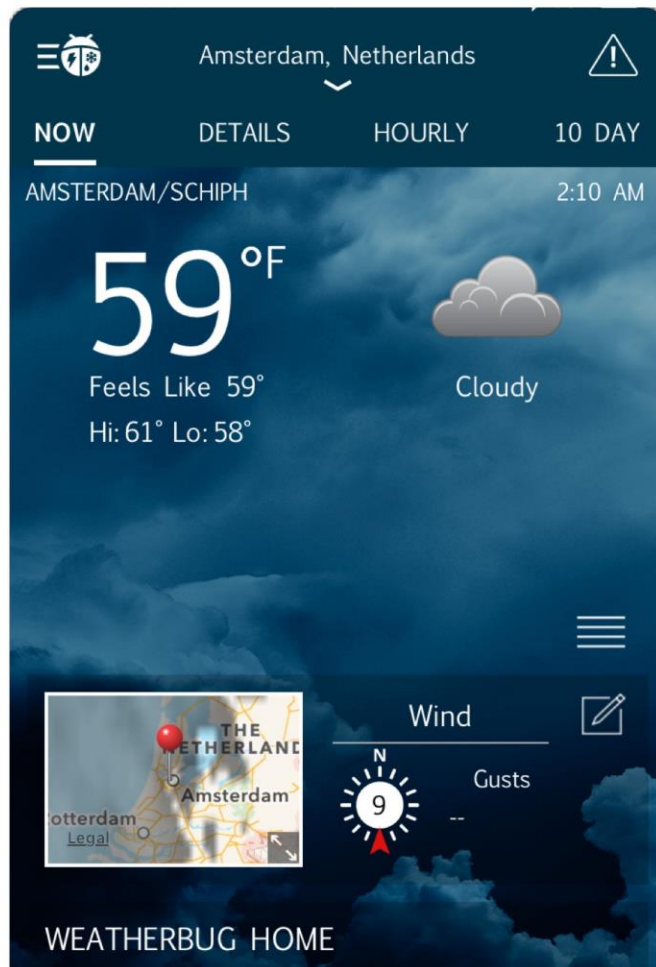 Amsterdam, Netherlands
NOW DETAILS HOURLY 10 DAY
AMSTERDAM/SCHIPH 2:10 AM
59 °F
Feels Like 59°
Cloudy
Hi: 61° Lo: 58°
THE
NETHERLAND
Amsterdam
otterdam
Legal
Wind
N
9
Gusts
--
WEATHERBUG HOME